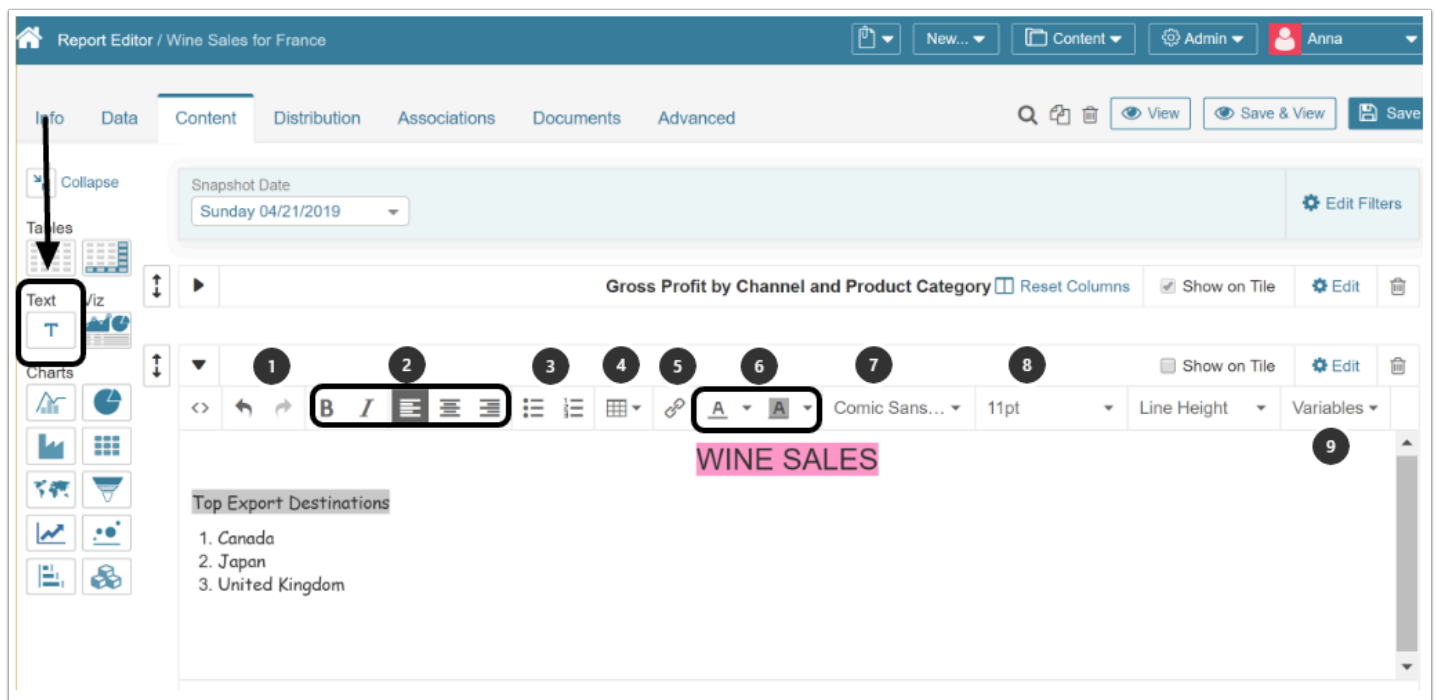 Report Editor / Wine Sales for France
New...
Content
Admin
Anna
Info
Data
Content
Distribution
Associations
Documents
Advanced
View
Save & View
Save
Collapse
Snapshot Date
Sunday 04/21/2019
Edit Filters
Tables
Gross Profit by Channel and Product Category
Reset Columns
Show on Tile
Edit
Text
Viz
T
Charts
1
2
3
4
5
6
7
8
Show on Tile
Edit
<>
B
I
A
A
Comic Sans...
11pt
Line Height
Variables
9
WINE SALES
Top Export Destinations
1. Canada
2. Japan
3. United Kingdom